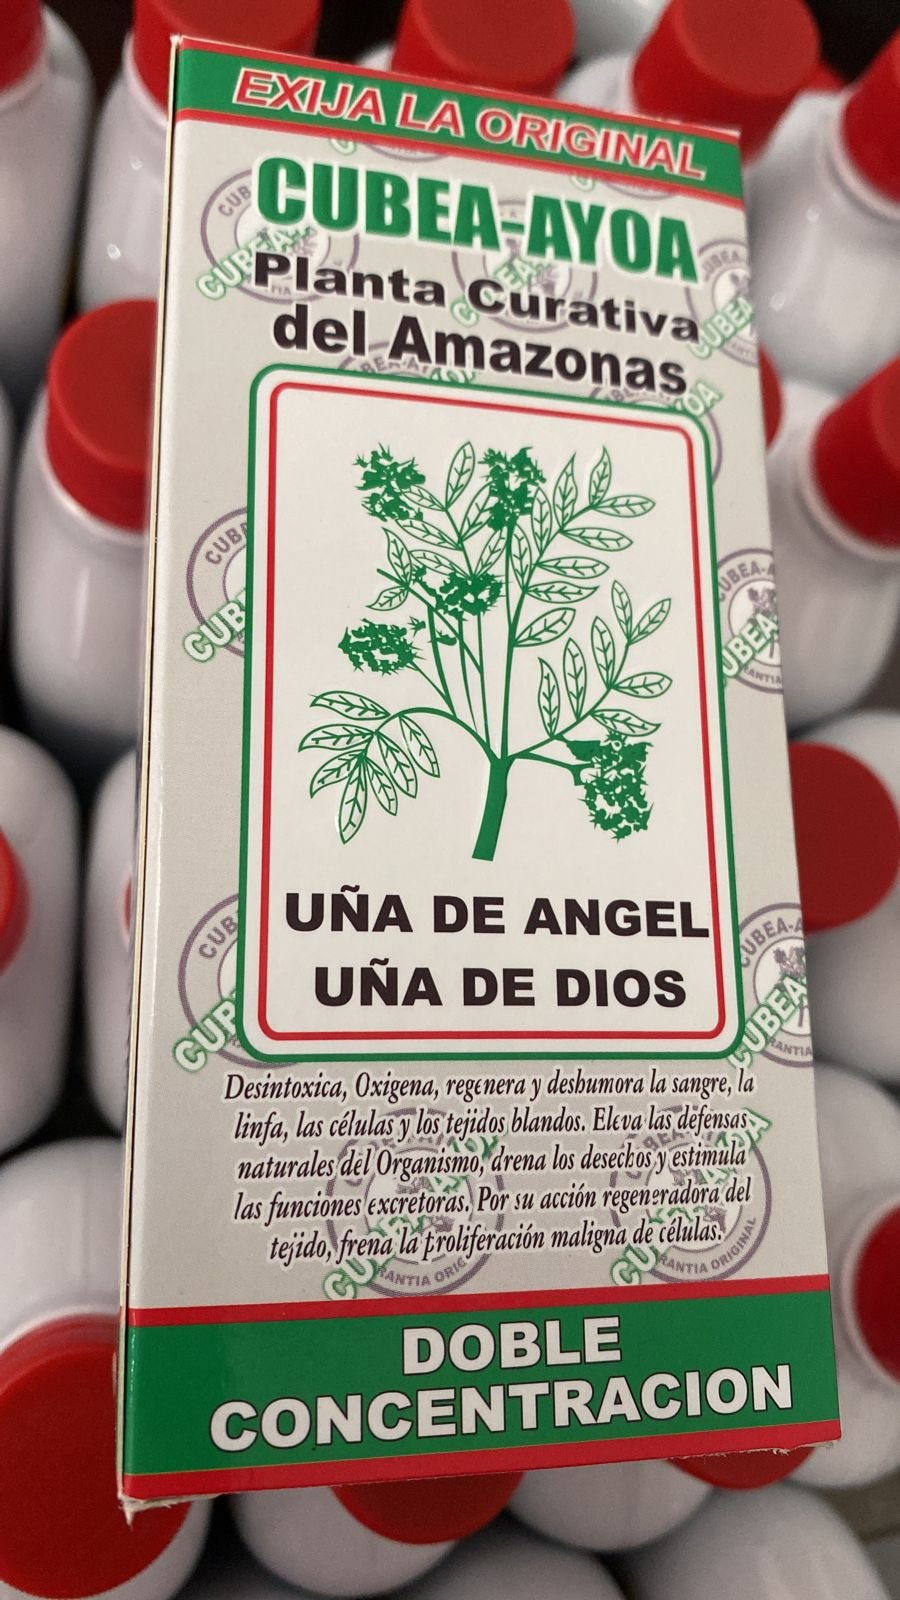 EXIJA LA ORIGINAL
CUBEA-AYOA
Planta Curativa
del Amazonas
UÑA DE ANGEL
UÑA DE DIOS
Desintoxica, Oxigena, regenera y deshumora la sangre, la
linfa, las células y los tejidos blandos. Eleva las defensas
naturales del Organismo, drena los desechos y estimula
las funciones excretoras. Por su acción regeneradora del
tejido, frena la proliferación maligna de células.
DOBLE
CONCENTRACION